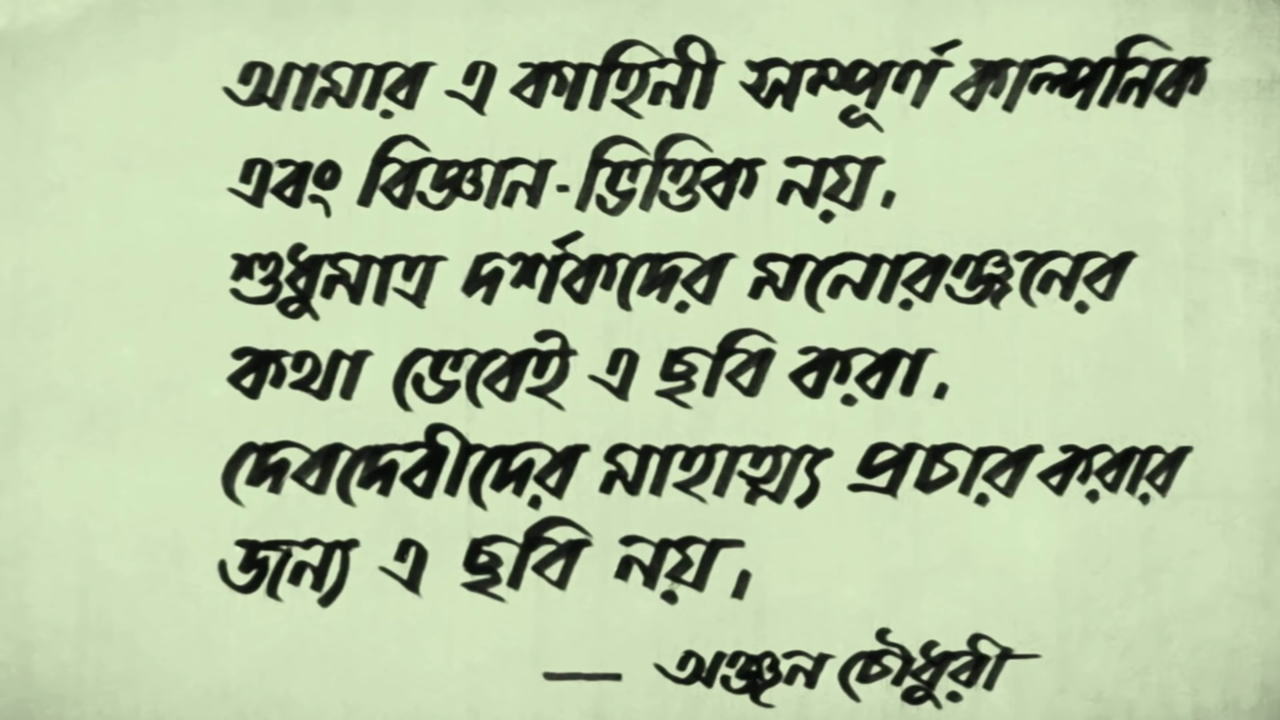 আমার এ কাহিনী সম্পূর্ণ কাল্পনিক
এবং বিজ্ঞান-ভিত্তিক নয়.
শুধুমাত্র দর্শকদের মনোরঞ্জনের
কথা ভেবেই এ ছবি করা.
দেবদেবীদের মাহাত্ম্য প্রচার করার
জন্য এ ছবি নয়.
— অঞ্জন চৌধুরী